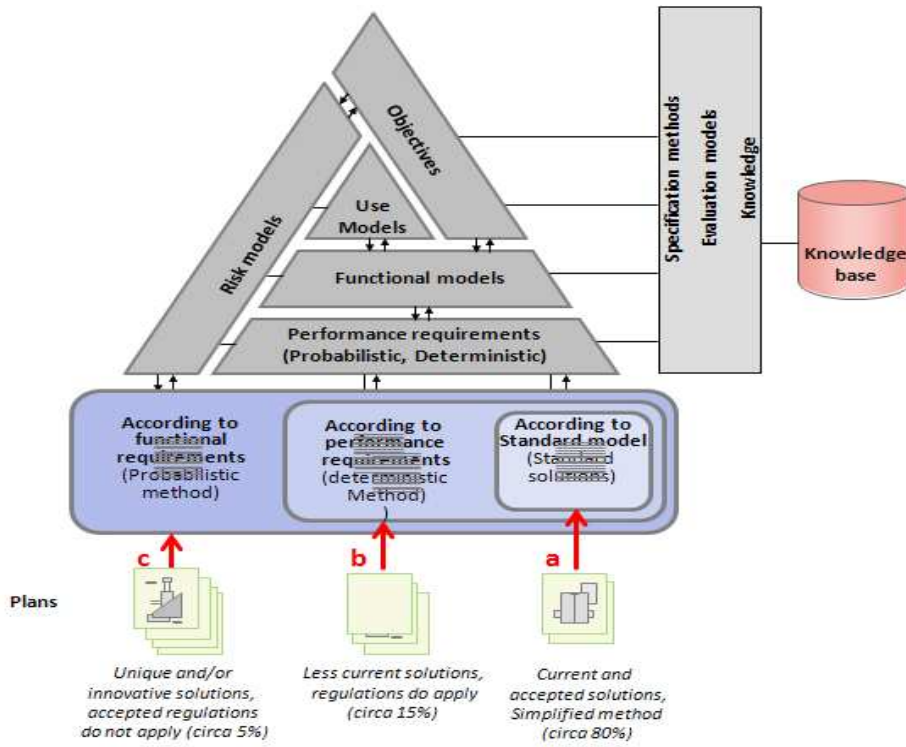 Objectives
Risk models
Use
Models
Functional models
Performance requirements
(Probabilistic, Deterministic)
Specification methods
Evaluation models
Knowledge
Knowledge
base
According to
functional
requirements
(Probabilistic
method)
According to
performance
requirements
(deterministic
Method)
)
According to
Standard model
(Standard
solutions)
c
b
a
Plans
Unique and/or
innovative solutions,
accepted regulations
do not apply (circa 5%)
Less current solutions,
regulations do apply
(circa 15%)
Current and
accepted solutions,
Simplified method
(circa 80%)